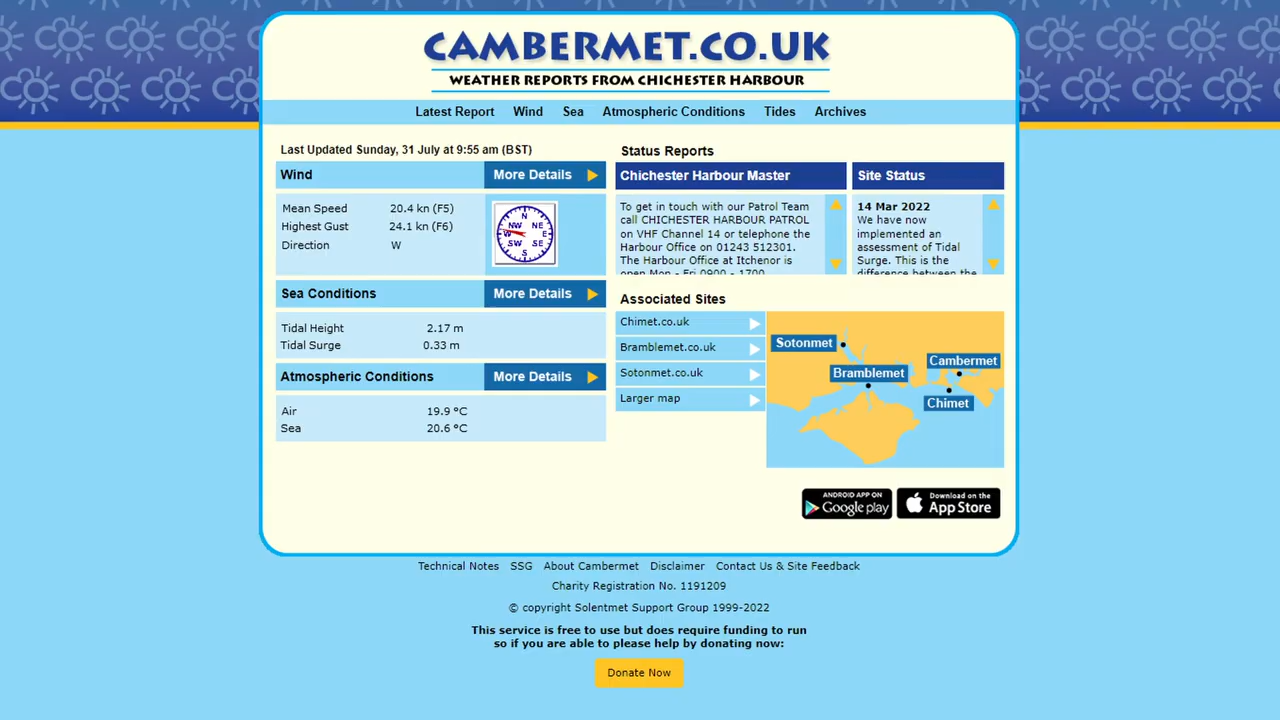 CAMBERMET.CO.UK
WEATHER REPORTS FROM CHICHESTER HARBOUR
Latest Report Wind Sea Atmospheric Conditions Tides Archives
Last Updated Sunday, 31 July at 9:55 am (BST)
Wind More Details
Mean Speed 20.4 kn (F5)
Highest Gust 24.1 kn (F6)
Direction W
N
NW NE
W E
SW SE
S
Sea Conditions More Details
Tidal Height 2.17 m
Tidal Surge 0.33 m
Atmospheric Conditions More Details
Air 19.9 °C
Sea 20.6 °C
Status Reports
Chichester Harbour Master
To get in touch with our Patrol Team
call CHICHESTER HARBOUR PATROL
on VHF Channel 14 or telephone the
Harbour Office on 01243 512301.
The Harbour Office at Itchenor is
open Mon - Fri 0900 - 1700.
Site Status
14 Mar 2022
We have now
implemented an
assessment of Tidal
Surge. This is the
difference between the
Associated Sites
Chimet.co.uk
Bramblemet.co.uk
Sotonmet.co.uk
Larger map
Sotonmet
Cambermet
Bramblemet
Chimet
ANDROID APP ON
Google play
Download on the
App Store
Technical Notes SSG About Cambermet Disclaimer Contact Us & Site Feedback
Charity Registration No. 1191209
© copyright Solentmet Support Group 1999-2022
This service is free to use but does require funding to run
so if you are able to please help by donating now:
Donate Now